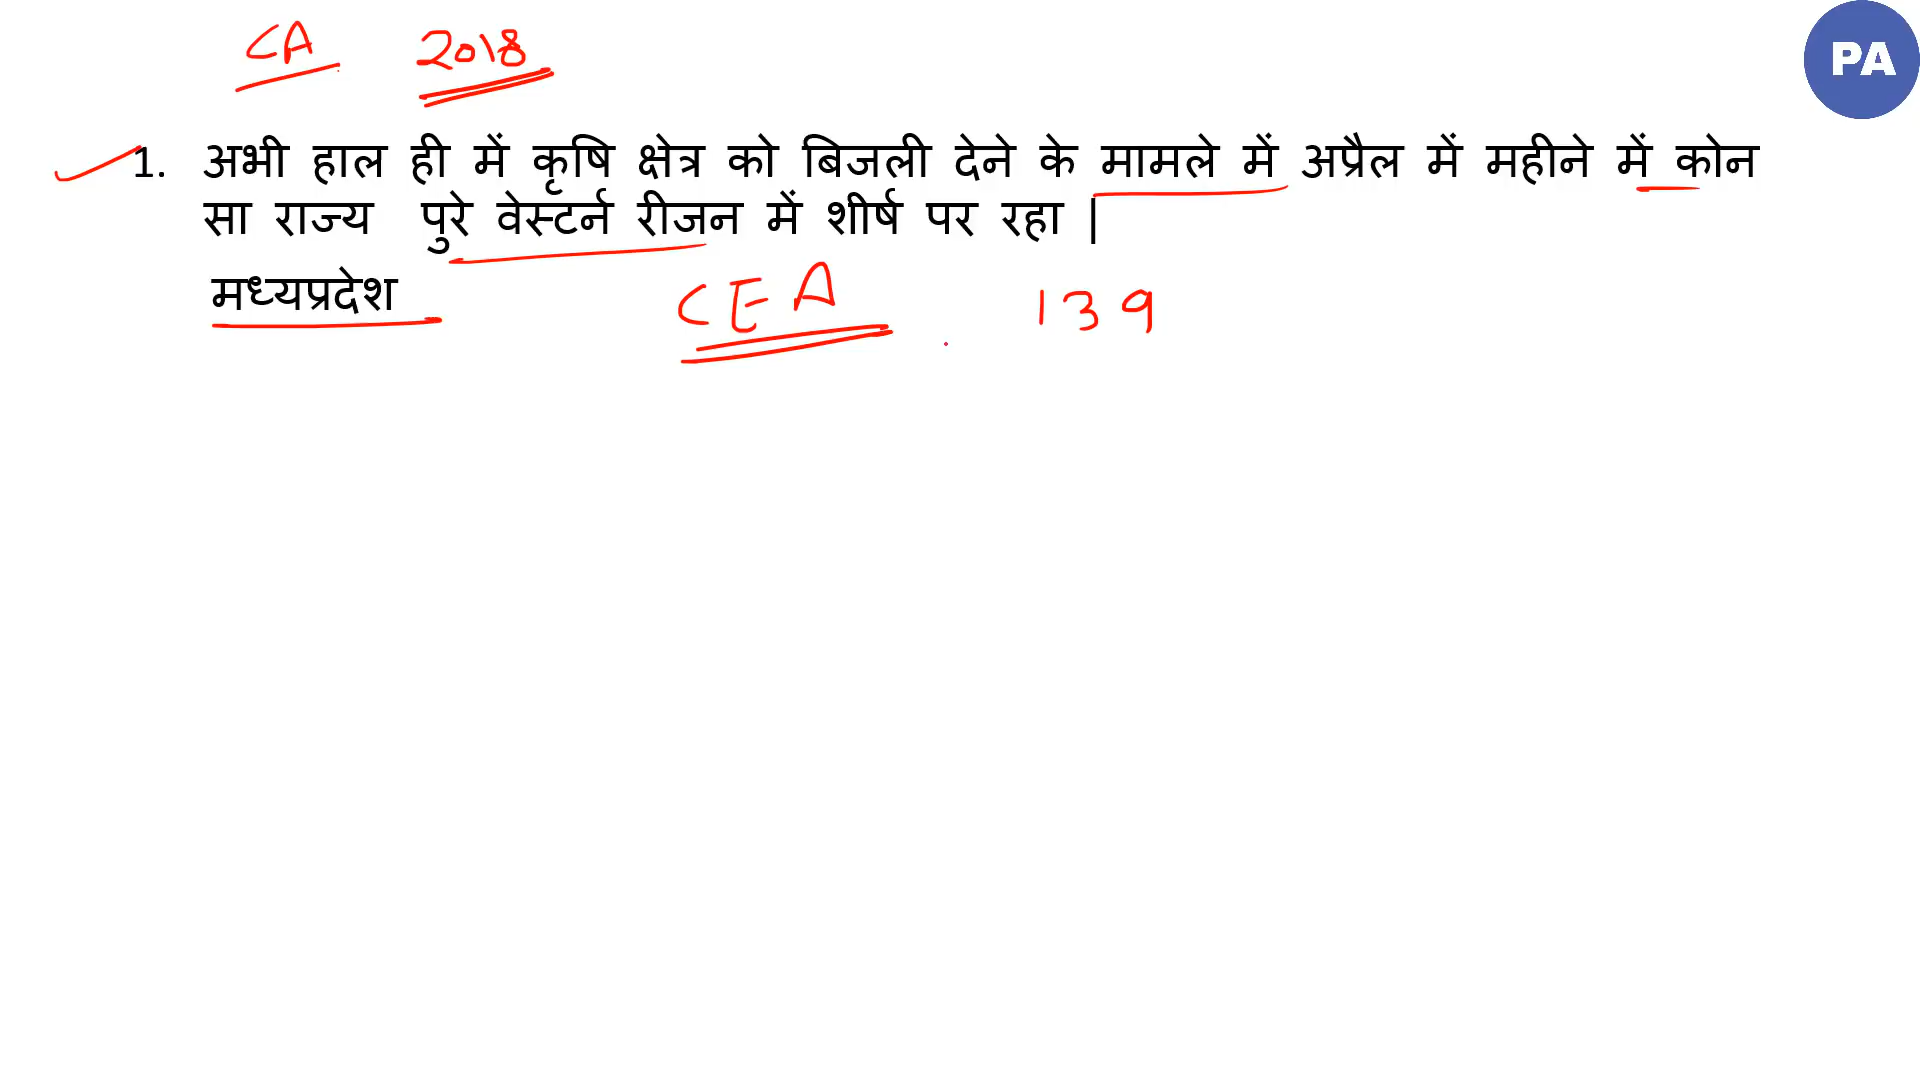 CA 2018
PA
1. अभी हाल ही में कृषि क्षेत्र को बिजली देने के मामले में अप्रैल में महीने में कोन
सा राज्य पुरे वेस्टर्न रीजन में शीर्ष पर रहा |
मध्यप्रदेश
CEA 139